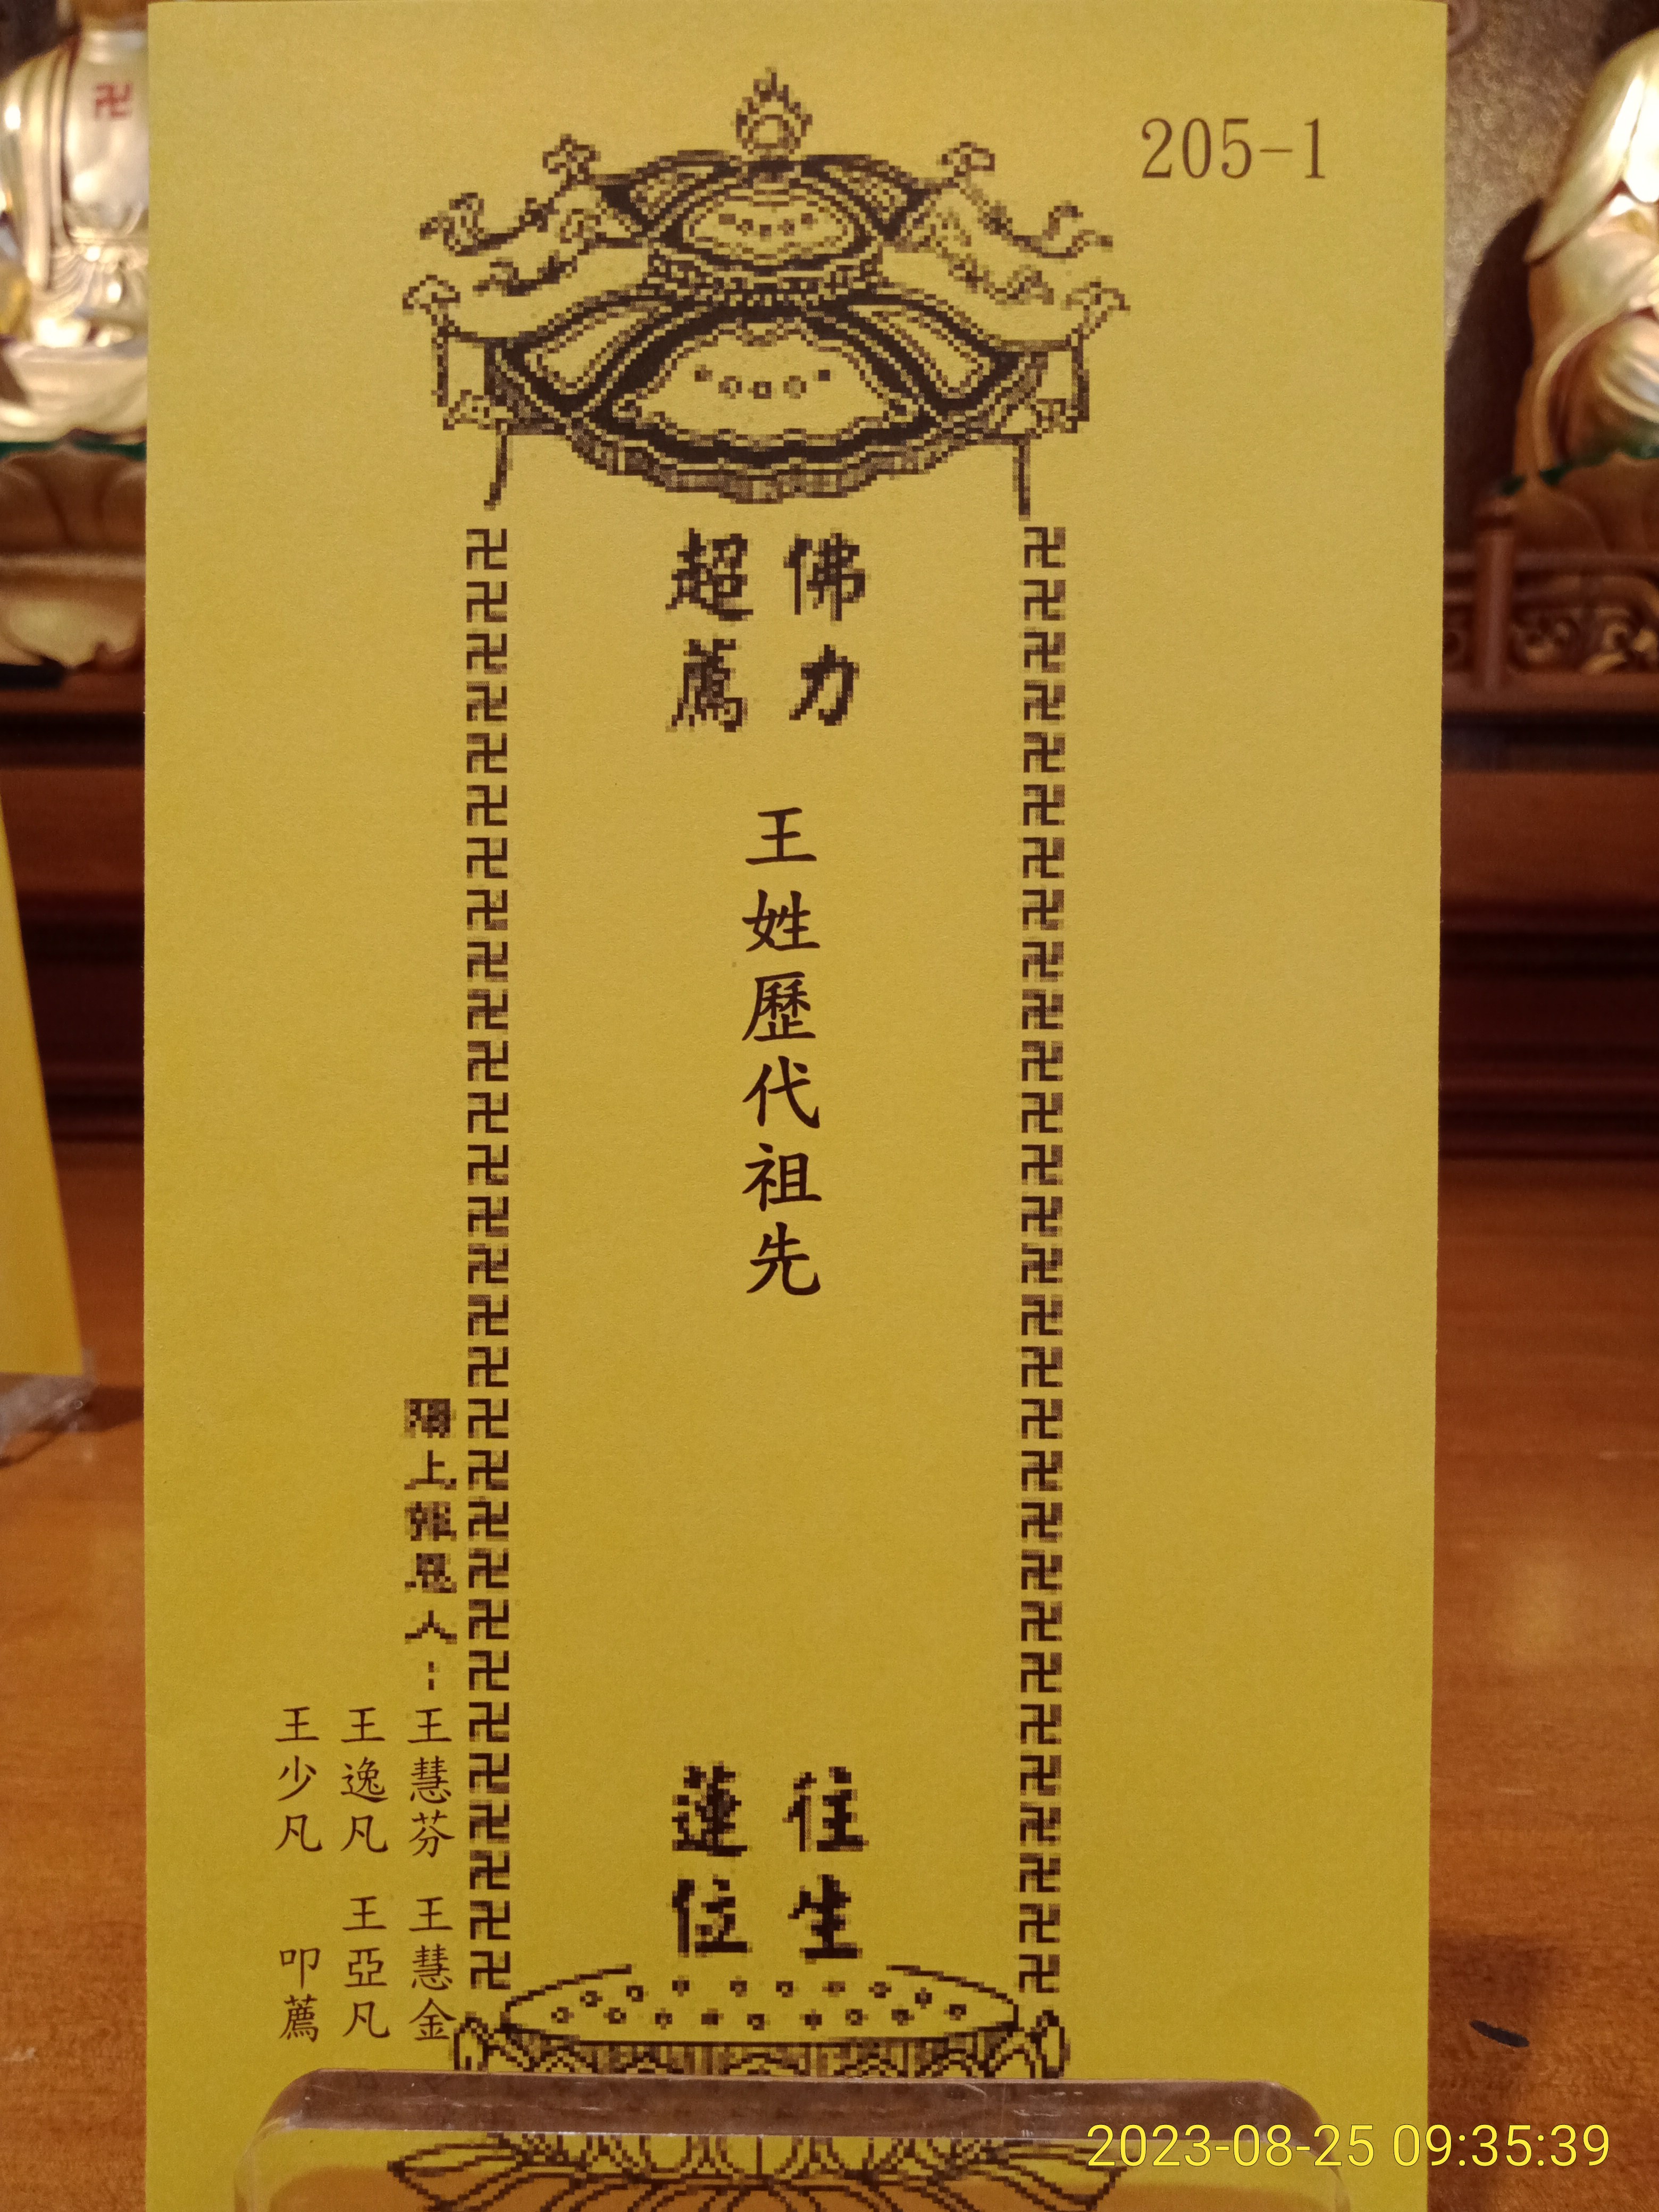 205-1
佛力
超薦
王姓歷代祖先
往生
蓮位
陽上報恩人：王慧芬 王慧金
王逸凡 王亞凡
王少凡 叩薦
2023-08-25 09:35:39